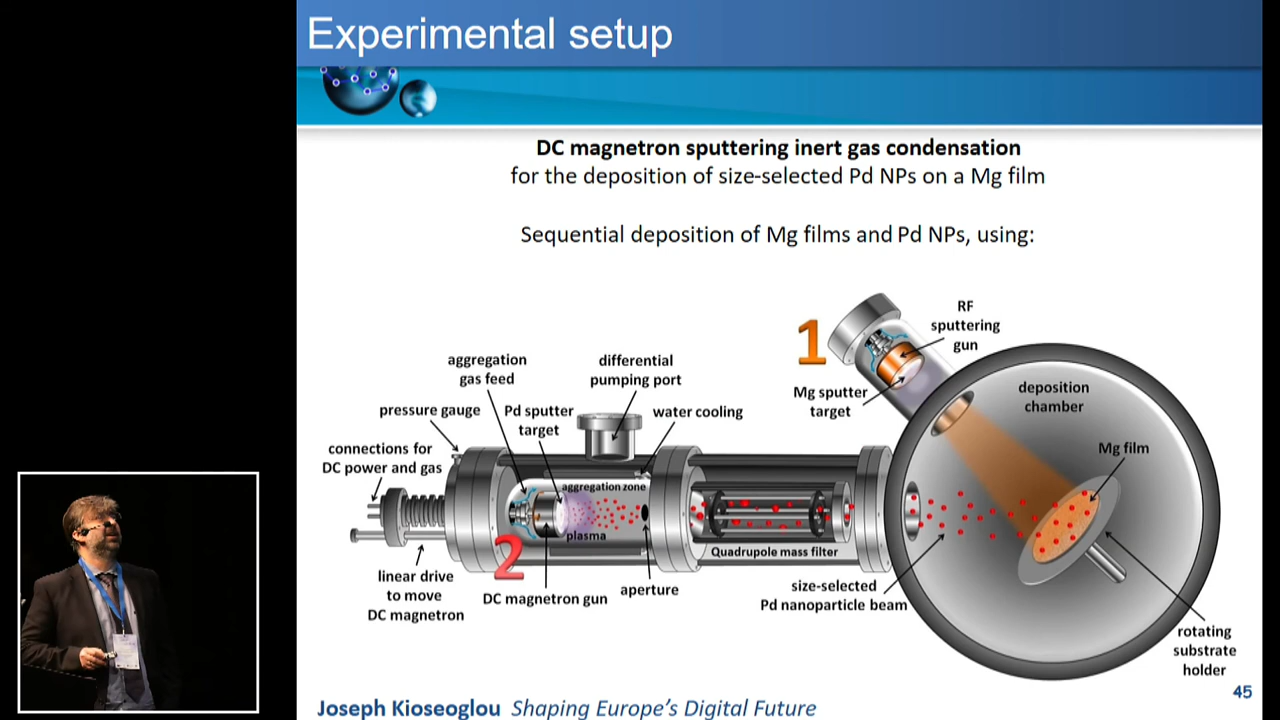 Experimental setup
DC magnetron sputtering inert gas condensation
for the deposition of size-selected Pd NPs on a Mg film
Sequential deposition of Mg films and Pd NPs, using:
1
RF
sputtering
gun
Mg sputter
target
deposition
chamber
Mg film
aggregation
gas feed
differential
pumping port
pressure gauge
Pd sputter
target
water cooling
connections for
DC power and gas
aggregation zone
plasma
2
Quadrupole mass filter
linear drive
to move
DC magnetron
DC magnetron gun
aperture
size-selected
Pd nanoparticle beam
rotating
substrate
holder
45
Joseph Kioseoglou Shaping Europe's Digital Future